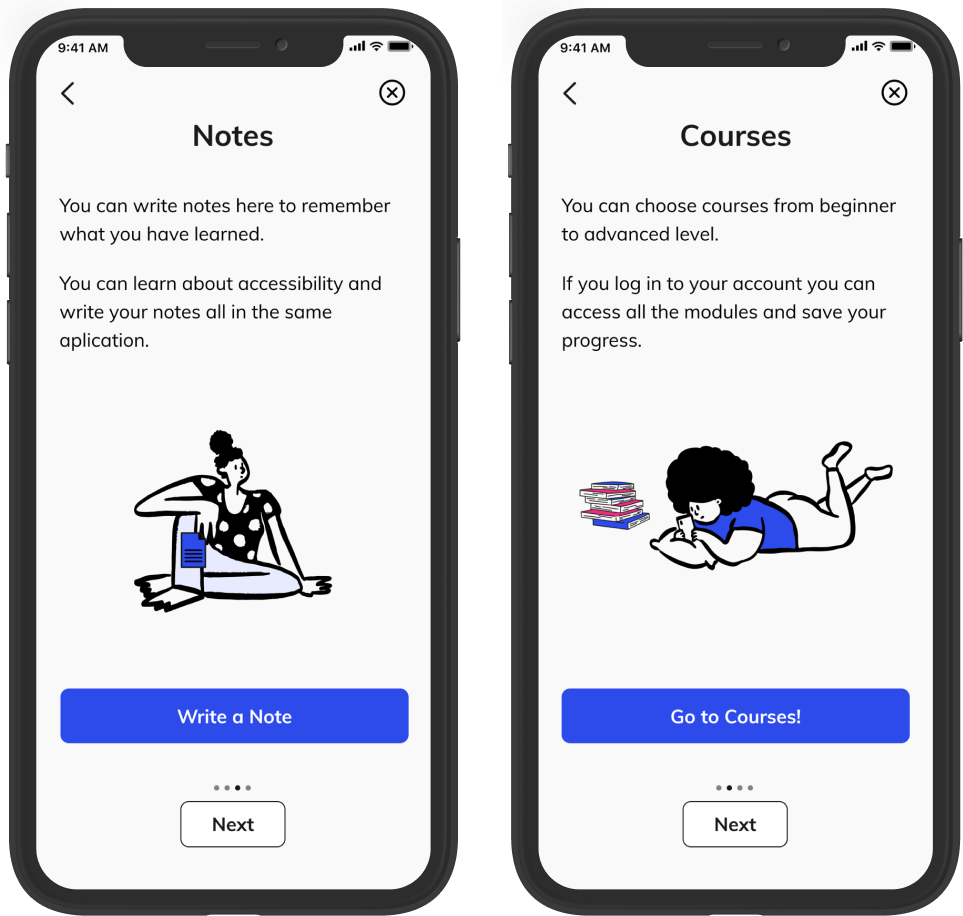 9:41 AM
Notes
You can write notes here to remember
what you have learned.
You can learn about accessibility and
write your notes all in the same
aplication.
Write a Note
Next
9:41 AM
Courses
You can choose courses from beginner
to advanced level.
If you log in to your account you can
access all the modules and save your
progress.
Go to Courses!
Next